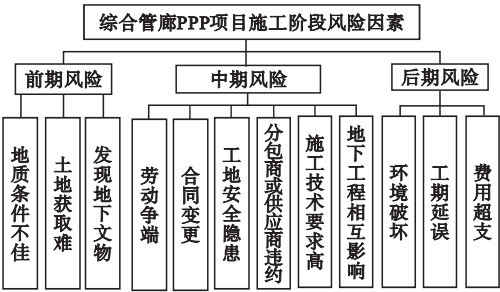 综合管廊PPP项目施工阶段风险因素
前期风险
中期风险
后期风险
地质条件不佳
土地获取难
发现地下文物
劳动争端
合同变更
工地安全隐患
分包商或供应商违约
施工技术要求高
地下工程相互影响
环境破坏
工期延误
费用超支